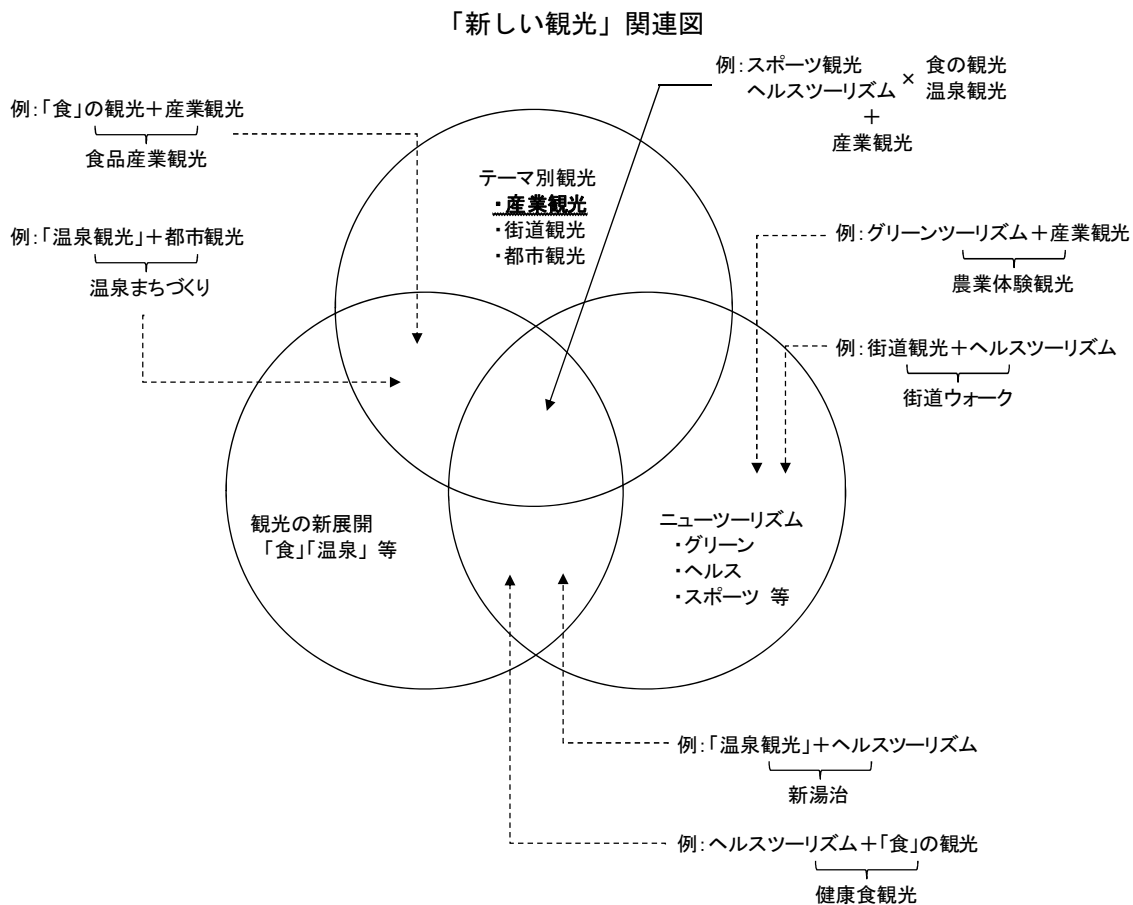 「新しい観光」関連図
例：スポーツ観光
ヘルスツーリズム
×
食の観光
温泉観光
＋
産業観光
例：「食」の観光＋産業観光
食品産業観光
例：「温泉観光」＋都市観光
温泉まちづくり
テーマ別観光
・産業観光
・街道観光
・都市観光
例：グリーンツーリズム＋産業観光
農業体験観光
例：街道観光＋ヘルスツーリズム
街道ウォーク
観光の新展開
「食」「温泉」 等
ニューツーリズム
・グリーン
・ヘルス
・スポーツ 等
例：「温泉観光」＋ヘルスツーリズム
新湯治
例：ヘルスツーリズム＋「食」の観光
健康食観光